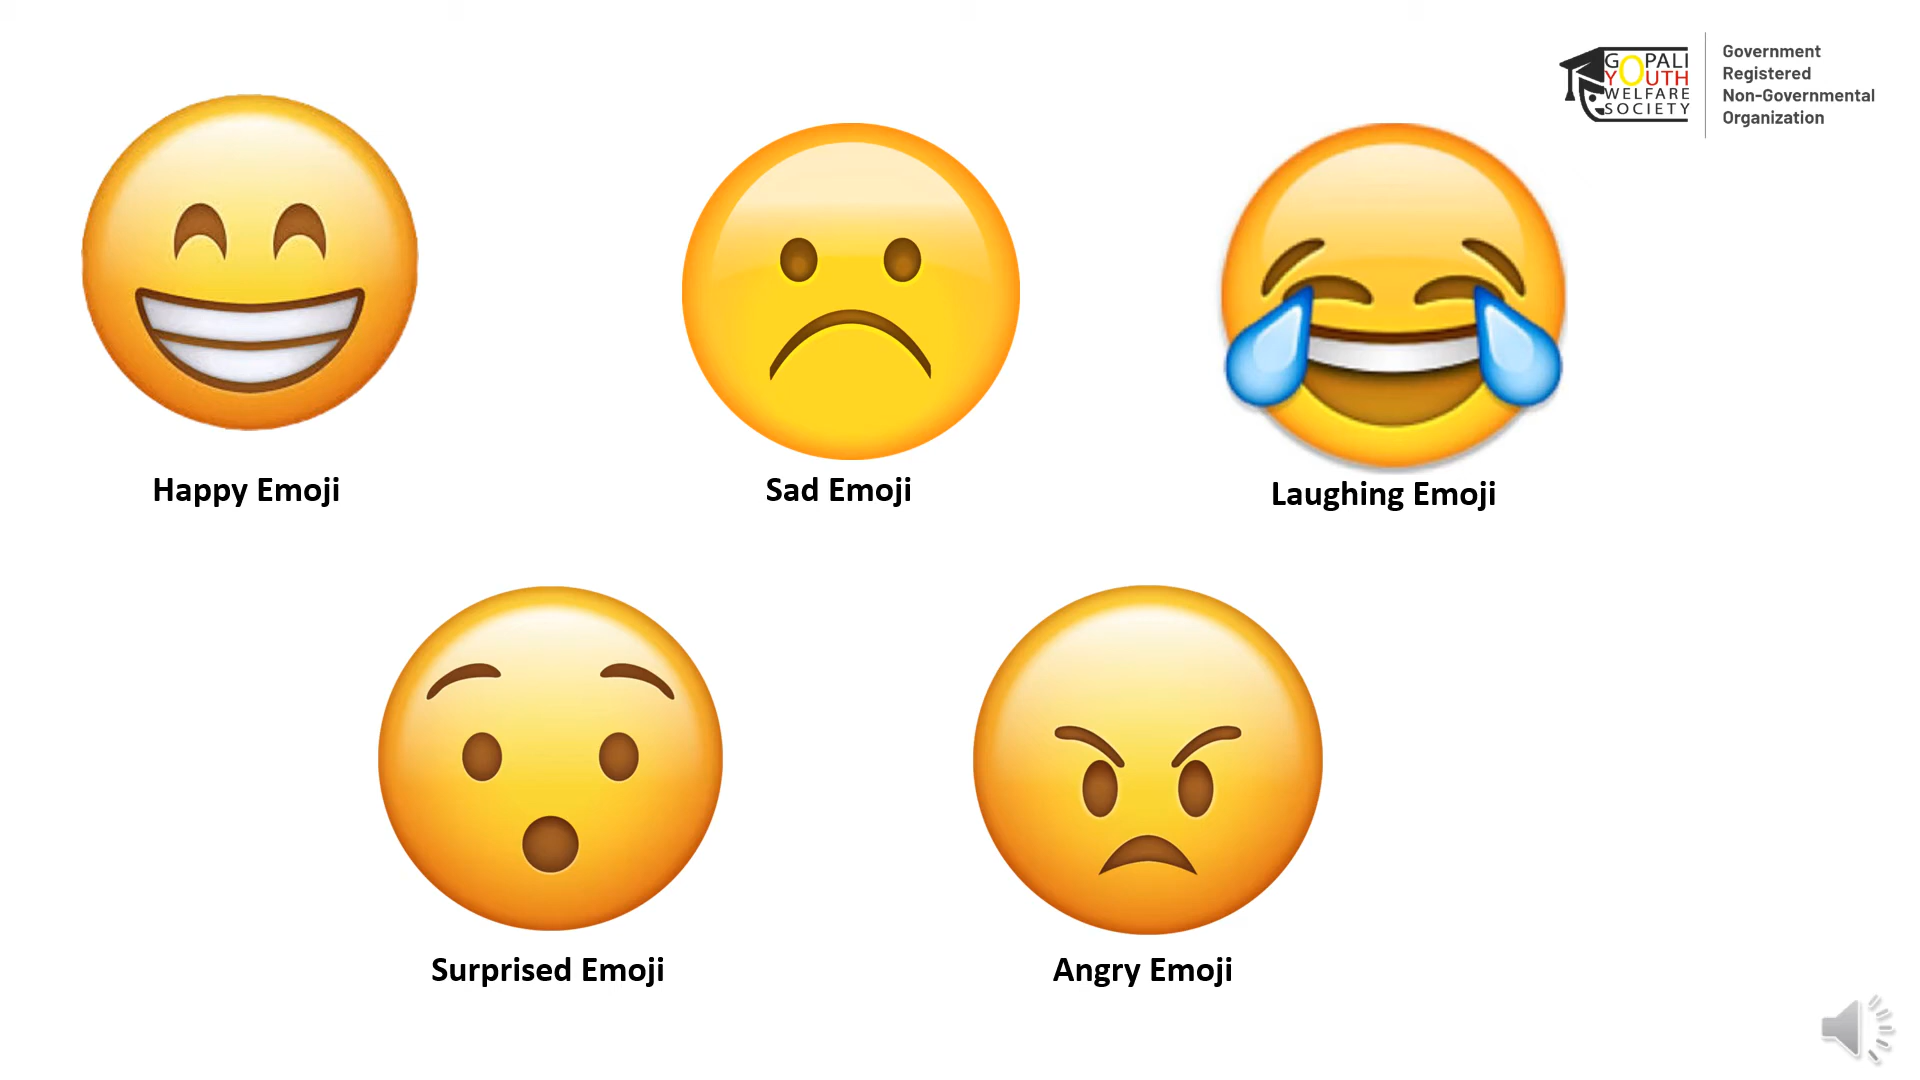 GOPALI
YOUTH
WELFARE
SOCIETY
Government
Registered
Non-Governmental
Organization
Happy Emoji
Sad Emoji
Laughing Emoji
Surprised Emoji
Angry Emoji